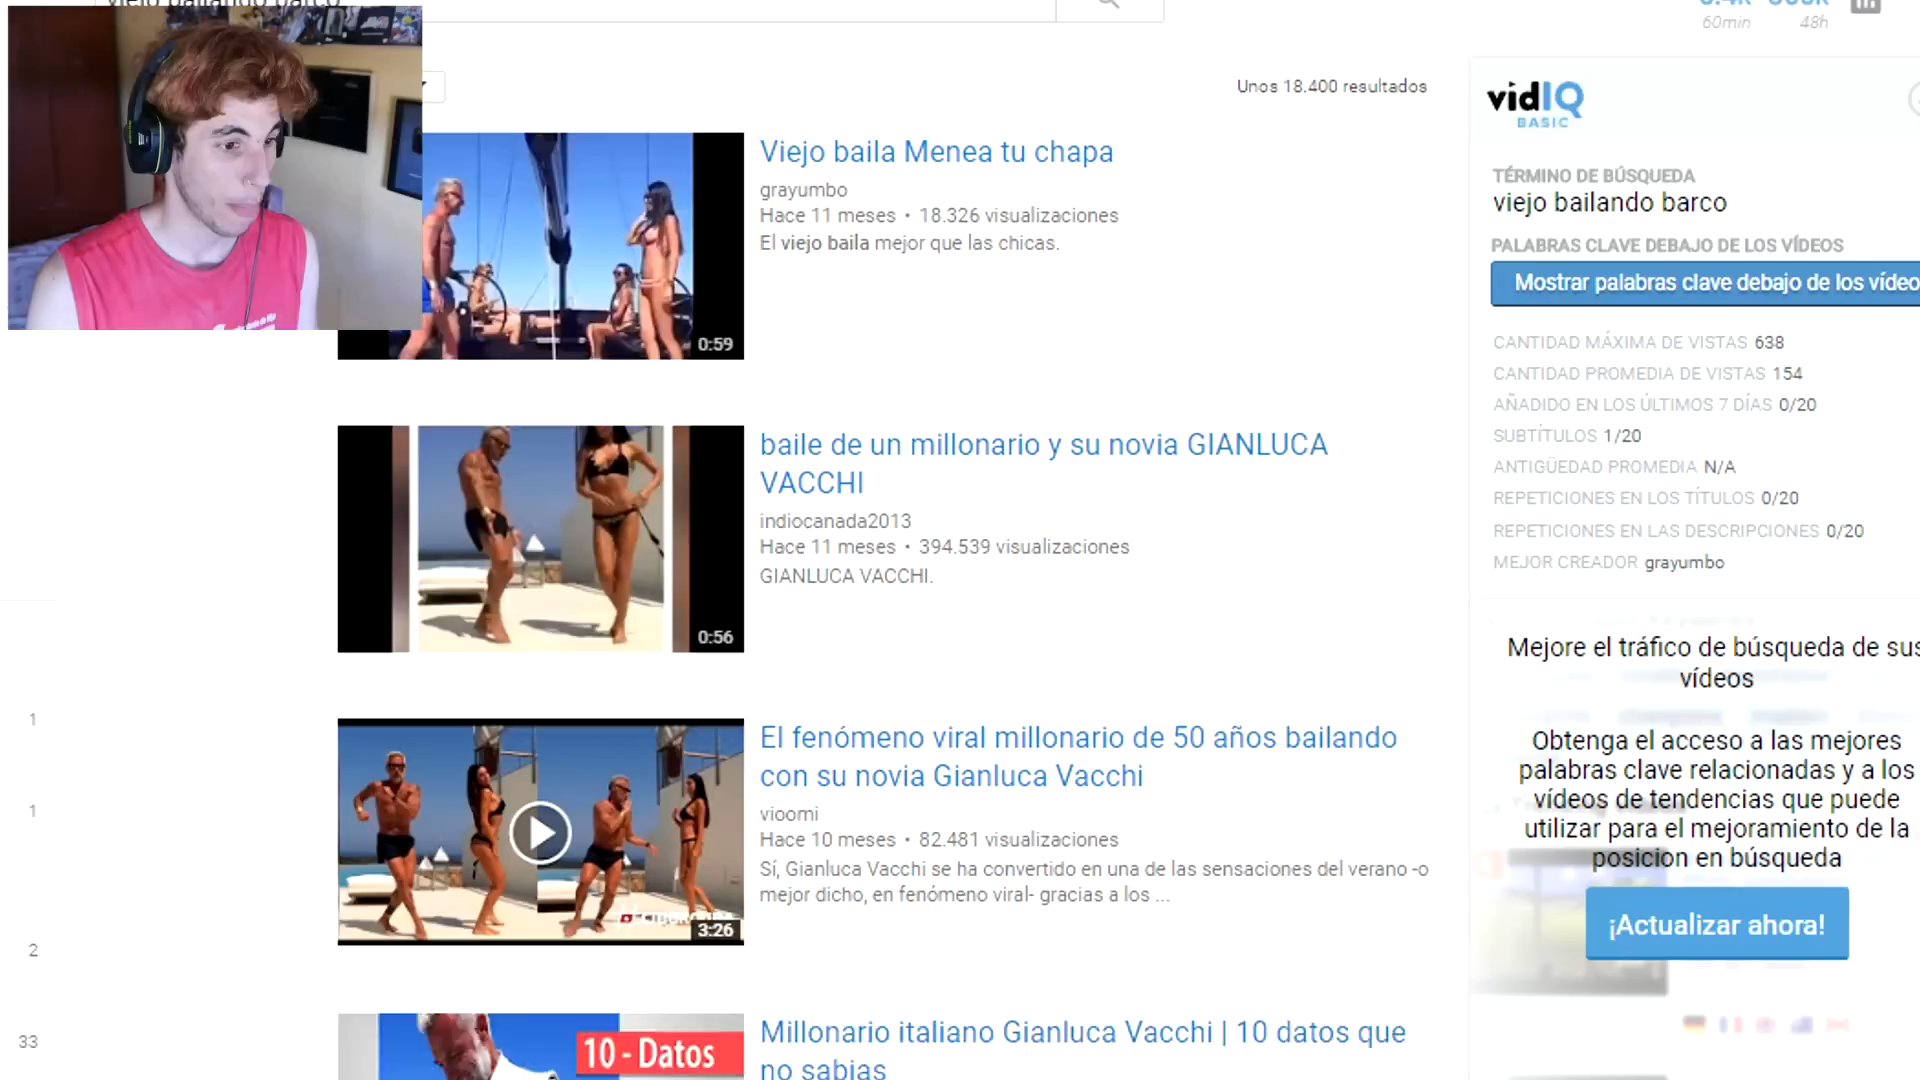 viejo bailando barco
60min 48h
Unos 18.400 resultados
Viejo baila Menea tu chapa
grayumbo
Hace 11 meses • 18.326 visualizaciones
El viejo baila mejor que las chicas.
0:59
baile de un millonario y su novia GIANLUCA
VACCHI
indiocanada2013
Hace 11 meses • 394.539 visualizaciones
GIANLUCA VACCHI.
0:56
El fenómeno viral millonario de 50 años bailando
con su novia Gianluca Vacchi
vioomi
Hace 10 meses • 82.481 visualizaciones
Sí, Gianluca Vacchi se ha convertido en una de las sensaciones del verano -o
mejor dicho, en fenómeno viral- gracias a los ...
3:26
10 - Datos
Millonario italiano Gianluca Vacchi | 10 datos que
no sabias
1
1
2
33
vidIQ
BASIC
TÉRMINO DE BÚSQUEDA
viejo bailando barco
PALABRAS CLAVE DEBAJO DE LOS VÍDEOS
Mostrar palabras clave debajo de los vídeo
CANTIDAD MÁXIMA DE VISTAS 638
CANTIDAD PROMEDIA DE VISTAS 154
AÑADIDO EN LOS ÚLTIMOS 7 DÍAS 0/20
SUBTÍTULOS 1/20
ANTIGÜEDAD PROMEDIA N/A
REPETICIONES EN LOS TÍTULOS 0/20
REPETICIONES EN LAS DESCRIPCIONES 0/20
MEJOR CREADOR grayumbo
Mejore el tráfico de búsqueda de sus
vídeos
Obtenga el acceso a las mejores
palabras clave relacionadas y a los
vídeos de tendencias que puede
utilizar para el mejoramiento de la
posicion en búsqueda
¡Actualizar ahora!